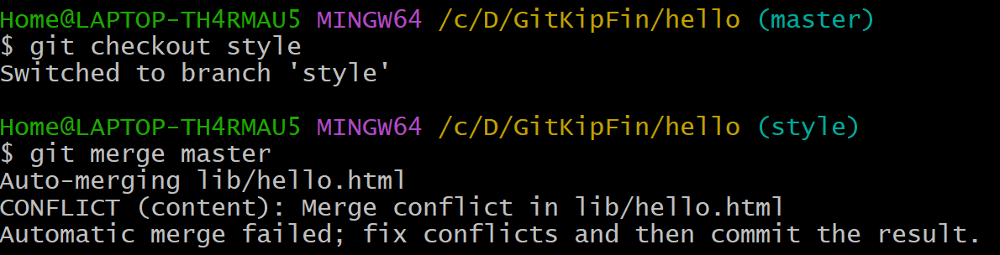 Home@LAPTOP-TH4RMAU5 MINGW64 /c/D/GitKipFin/hello (master)
$ git checkout style
Switched to branch 'style'
Home@LAPTOP-TH4RMAU5 MINGW64 /c/D/GitKipFin/hello (style)
$ git merge master
Auto-merging lib/hello.html
CONFLICT (content): Merge conflict in lib/hello.html
Automatic merge failed; fix conflicts and then commit the result.